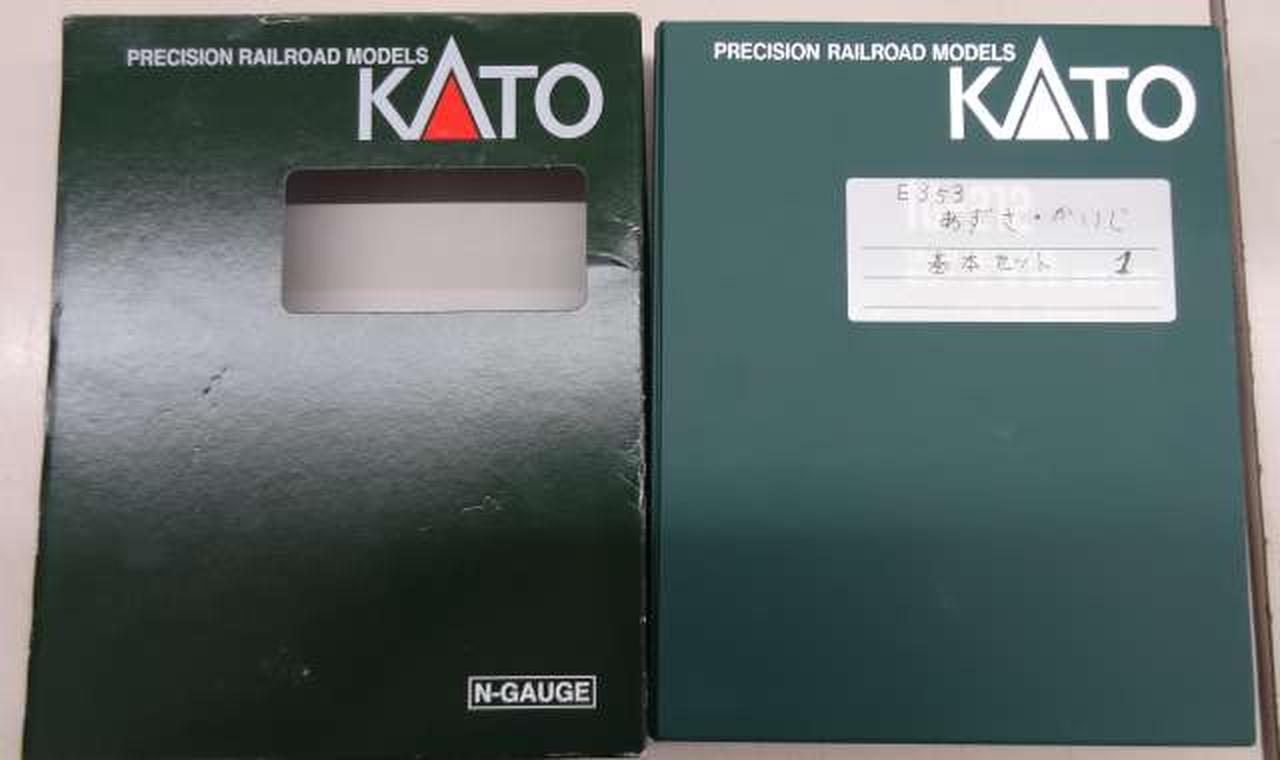 PRECISION RAILROAD MODELS
KATO
N-GAUGE
PRECISION RAILROAD MODELS
KATO
E353
あずさ・かいじ
基本セット 1